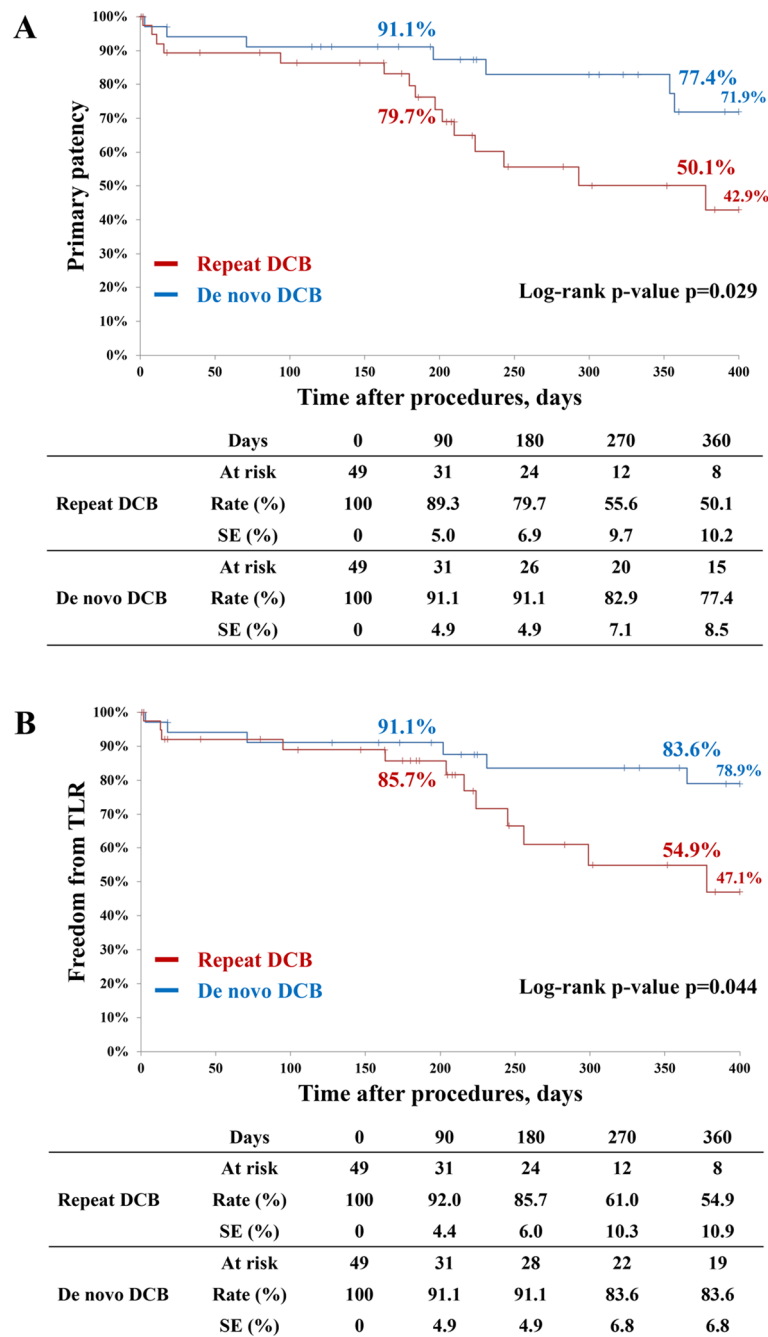 A
Primary patency
100%
90%
80%
70%
60%
50%
40%
30%
20%
10%
0%
91.1%
77.4%
71.9%
79.7%
50.1%
42.9%
Repeat DCB
De novo DCB
Log-rank p-value p=0.029
0 50 100 150 200 250 300 350 400
Time after procedures, days
Days 0 90 180 270 360
At risk 49 31 24 12 8
Repeat DCB Rate (%) 100 89.3 79.7 55.6 50.1
SE (%) 0 5.0 6.9 9.7 10.2
At risk 49 31 26 20 15
De novo DCB Rate (%) 100 91.1 91.1 82.9 77.4
SE (%) 0 4.9 4.9 7.1 8.5
B
Freedom from TLR
100%
90%
80%
70%
60%
50%
40%
30%
20%
10%
0%
91.1%
83.6%
78.9%
85.7%
54.9%
47.1%
Repeat DCB
De novo DCB
Log-rank p-value p=0.044
0 50 100 150 200 250 300 350 400
Time after procedures, days
Days 0 90 180 270 360
At risk 49 31 24 12 8
Repeat DCB Rate (%) 100 92.0 85.7 61.0 54.9
SE (%) 0 4.4 6.0 10.3 10.9
At risk 49 31 28 22 19
De novo DCB Rate (%) 100 91.1 91.1 83.6 83.6
SE (%) 0 4.9 4.9 6.8 6.8